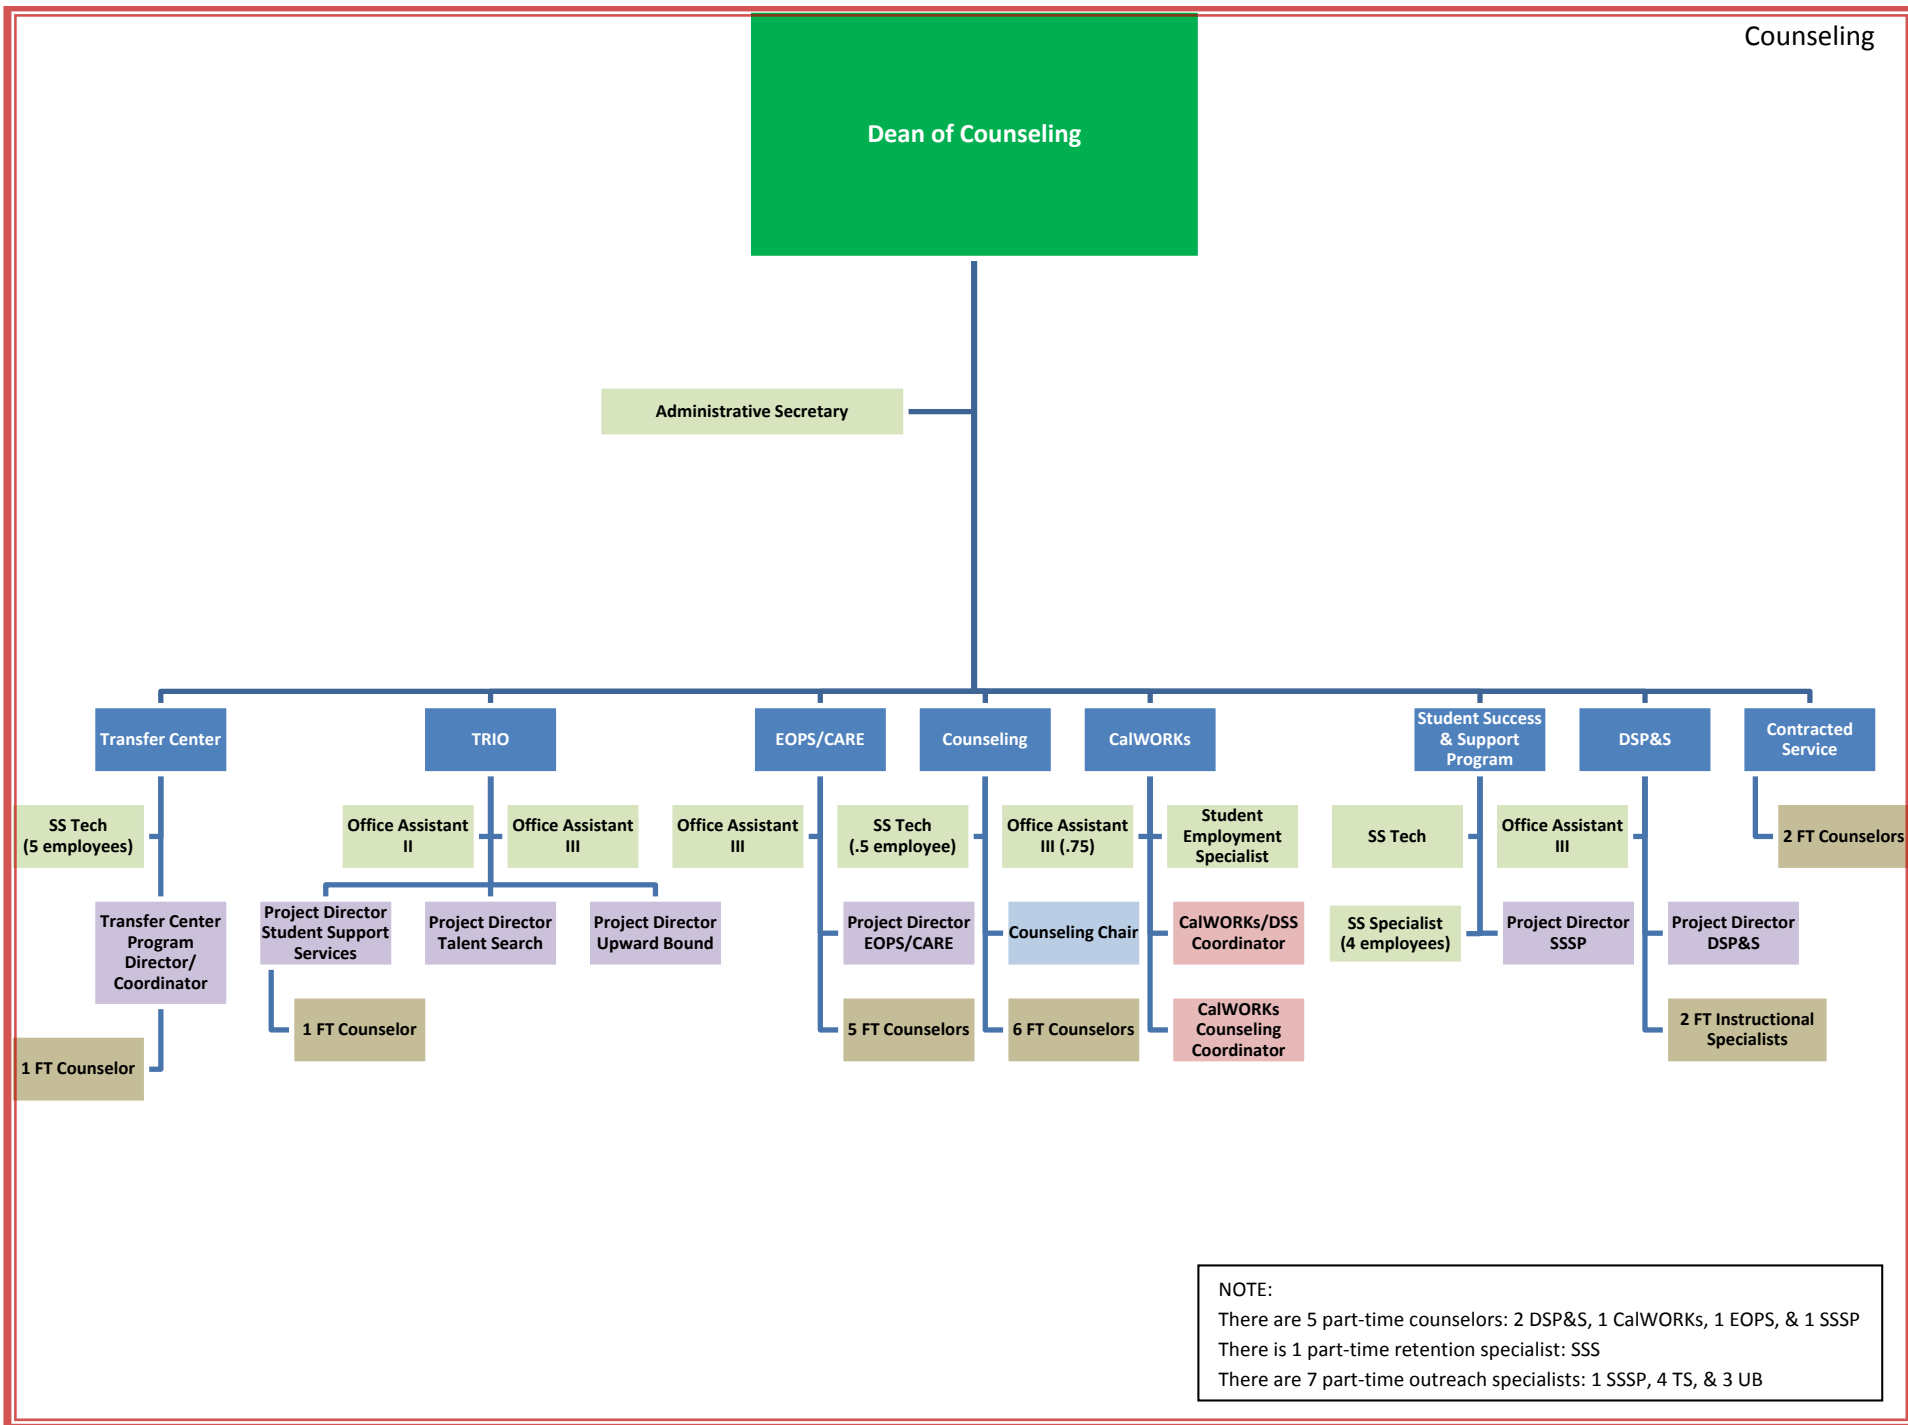 Counseling
Dean of Counseling
Administrative Secretary
Transfer Center
TRIO
EOPS/CARE
Counseling
CalWORKs
Student Success
& Support
Program
DSP&S
Contracted
Service
SS Tech
(5 employees)
Office Assistant
II
Office Assistant
III
Office Assistant
III
SS Tech
(.5 employee)
Office Assistant
III (.75)
Student
Employment
Specialist
SS Tech
Office Assistant
III
2 FT Counselors
Transfer Center
Program
Director/
Coordinator
Project Director
Student Support
Services
Project Director
Talent Search
Project Director
Upward Bound
Project Director
EOPS/CARE
Counseling Chair
CalWORKs/DSS
Coordinator
SS Specialist
(4 employees)
Project Director
SSSP
Project Director
DSP&S
1 FT Counselor
1 FT Counselor
5 FT Counselors
6 FT Counselors
CalWORKs
Counseling
Coordinator
2 FT Instructional
Specialists
NOTE:
There are 5 part-time counselors: 2 DSP&S, 1 CalWORKs, 1 EOPS, & 1 SSSP
There is 1 part-time retention specialist: SSS
There are 7 part-time outreach specialists: 1 SSSP, 4 TS, & 3 UB